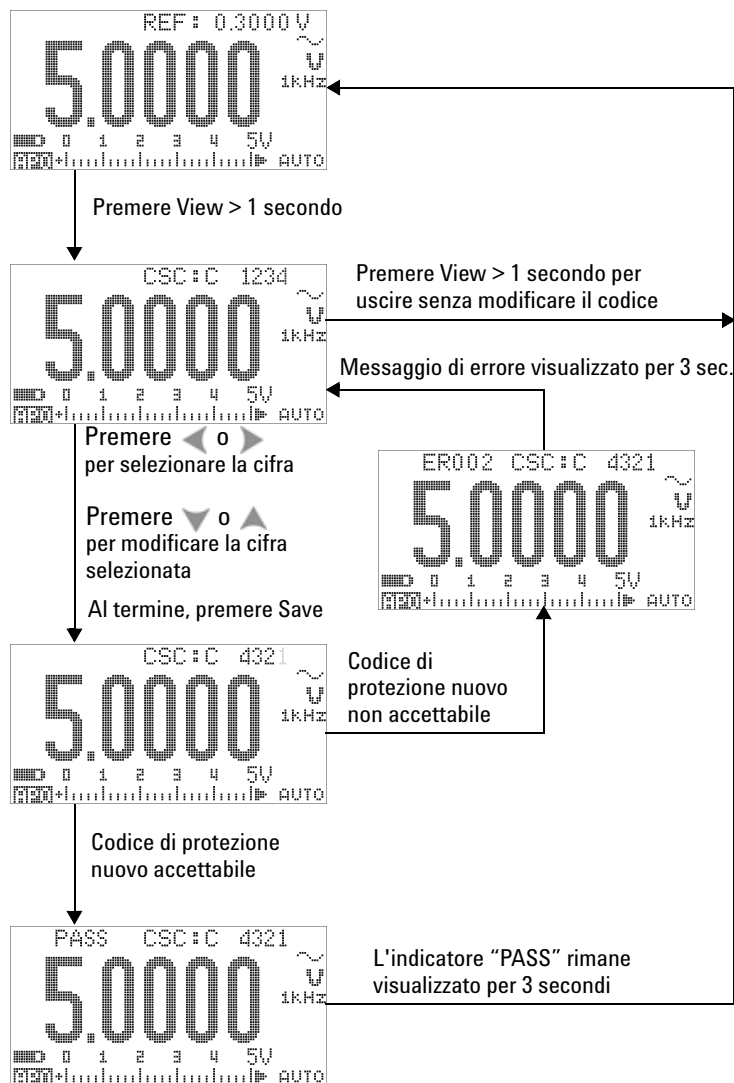 REF: 0.3000 V
5.0000
V
1kHz
0 1 2 3 4 5V
APO
AUTO
Premere View > 1 secondo
CSC:C 1234
5.0000
V
1kHz
0 1 2 3 4 5V
APO
AUTO
Premere View > 1 secondo per
uscire senza modificare il codice
Messaggio di errore visualizzato per 3 sec.
Premere o
per selezionare la cifra
Premere o
per modificare la cifra
selezionata
Al termine, premere Save
ER002 CSC:C 4321
5.0000
V
1kHz
0 1 2 3 4 5V
APO
AUTO
CSC:C 4321
5.0000
V
1kHz
0 1 2 3 4 5V
APO
AUTO
Codice di
protezione nuovo
non accettabile
Codice di protezione
nuovo accettabile
PASS CSC:C 4321
5.0000
V
1kHz
0 1 2 3 4 5V
APO
AUTO
L'indicatore “PASS” rimane
visualizzato per 3 secondi